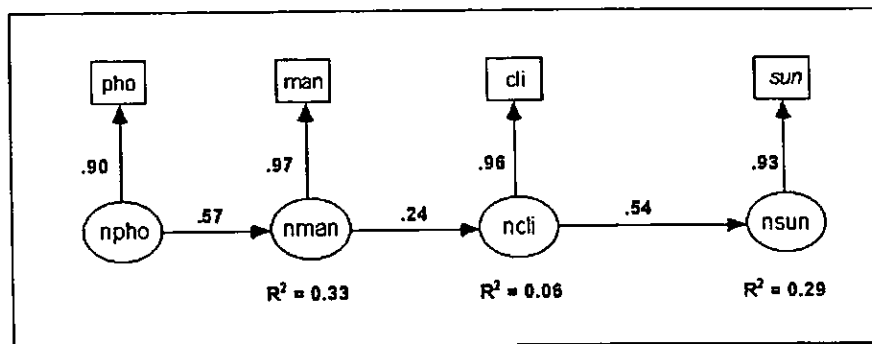 pho man cli sun
.90 .97 .96 .93
.57 .24 .54
npho nman ncli nsun
R² = 0.33 R² = 0.06 R² = 0.29